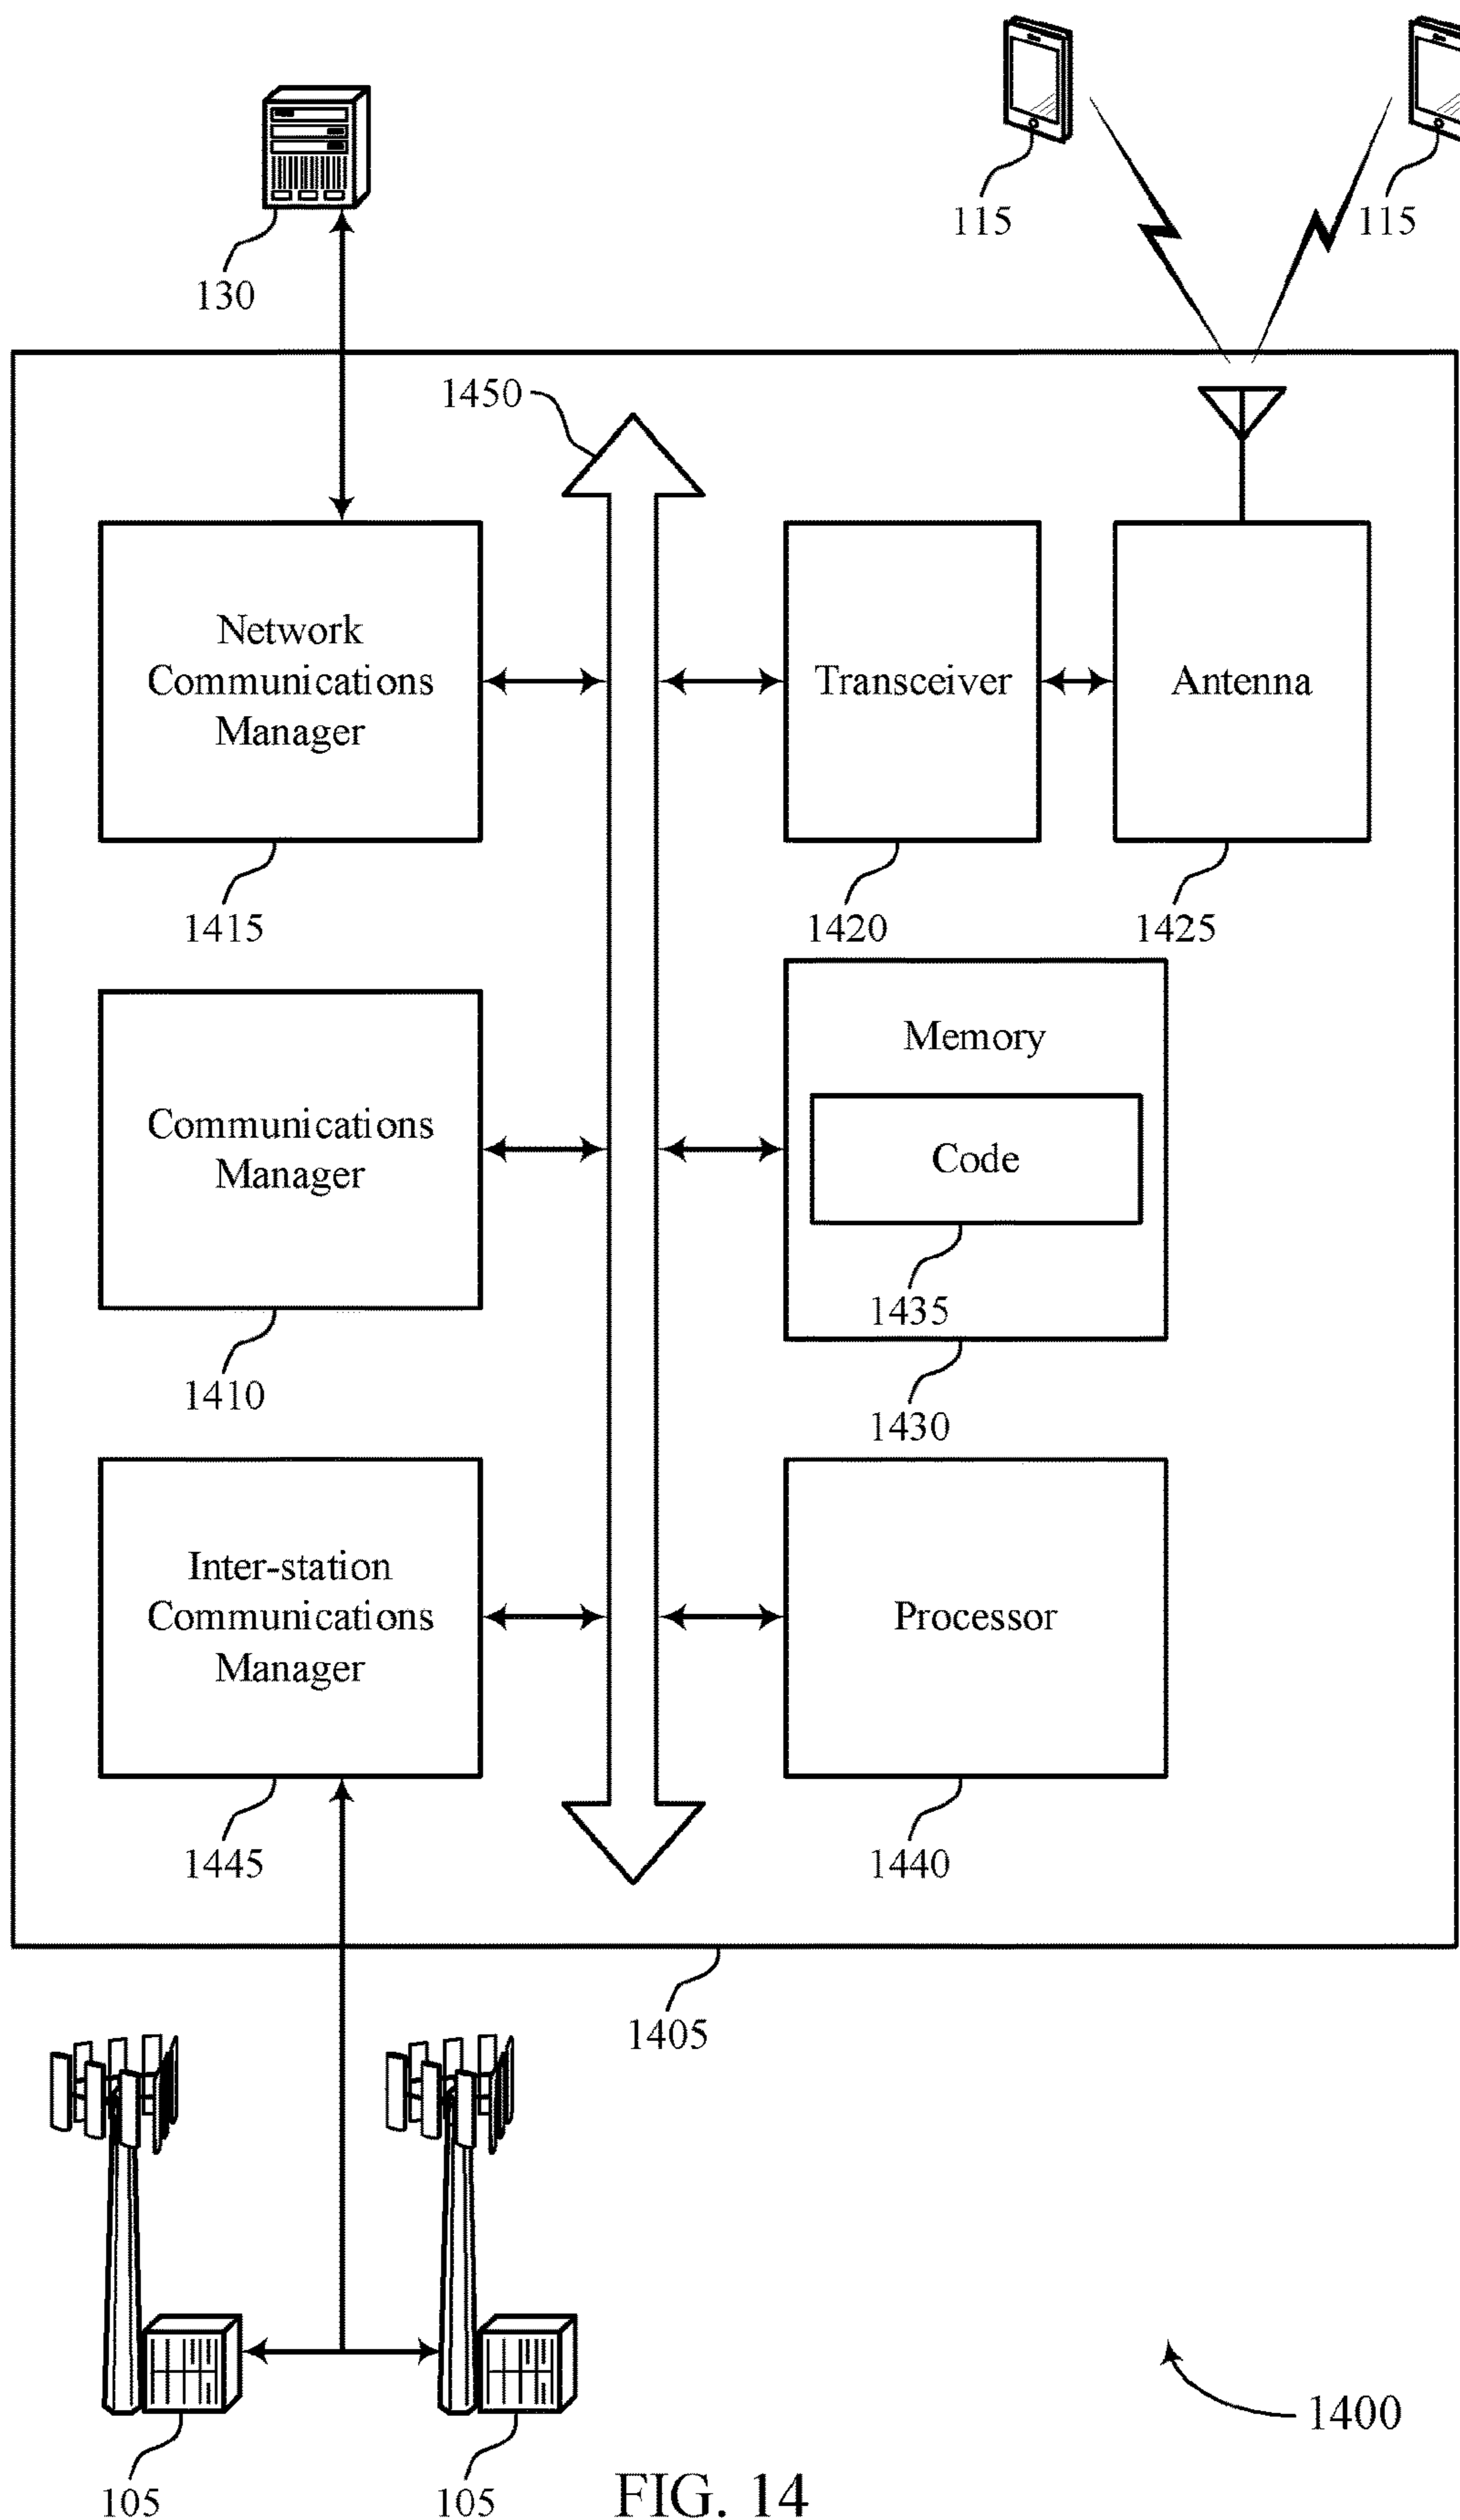 115
115
130
1450
Network
Communications
Manager
Transceiver
Antenna
1415
1420
1425
Communications
Manager
Memory
Code
1435
1410
1430
Inter-station
Communications
Manager
Processor
1445
1440
1405
1400
105
105
FIG. 14